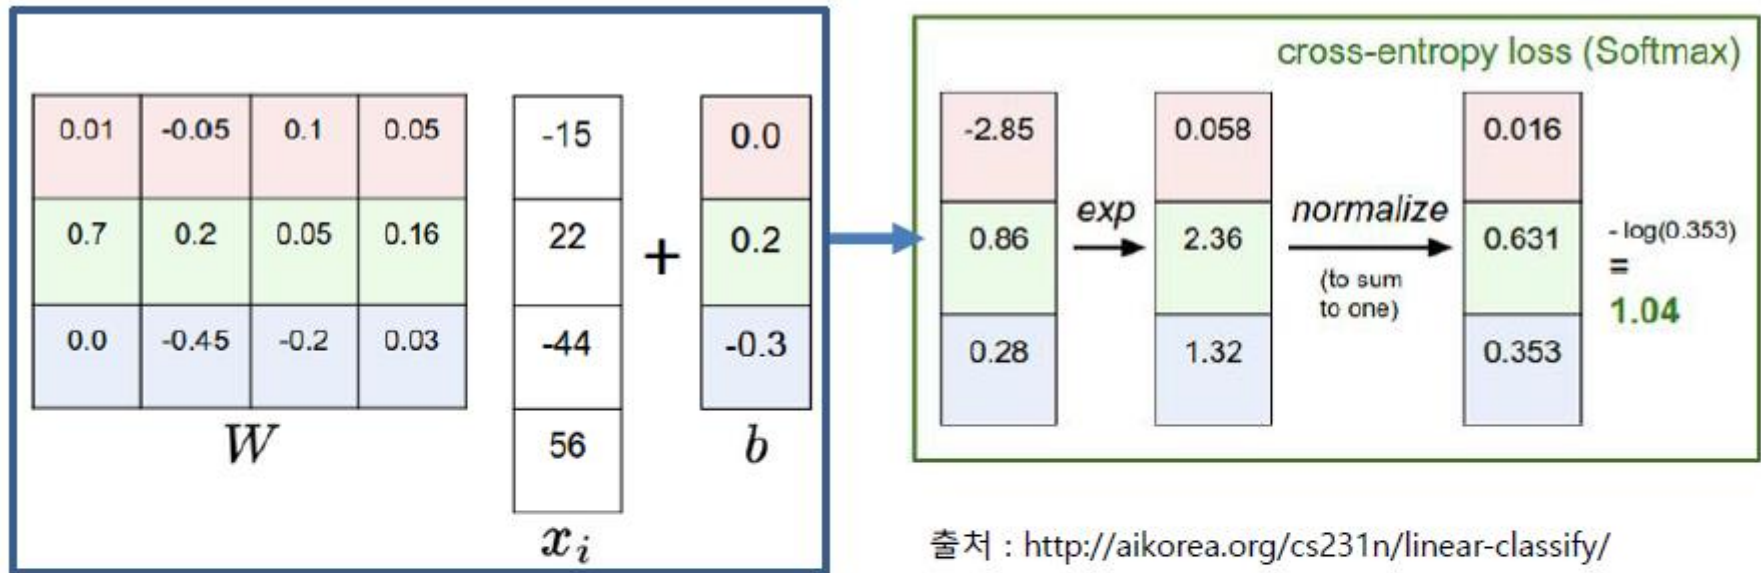 0.01 -0.05 0.1 0.05
0.7 0.2 0.05 0.16
0.0 -0.45 -0.2 0.03
W
-15
22
-44
56
x_i
+
0.0
0.2
-0.3
b
cross-entropy loss (Softmax)
-2.85
0.86
0.28
exp
0.058
2.36
1.32
normalize
(to sum
to one)
0.016
0.631
0.353
- log(0.353)
=
1.04
출처 : http://aikorea.org/cs231n/linear-classify/